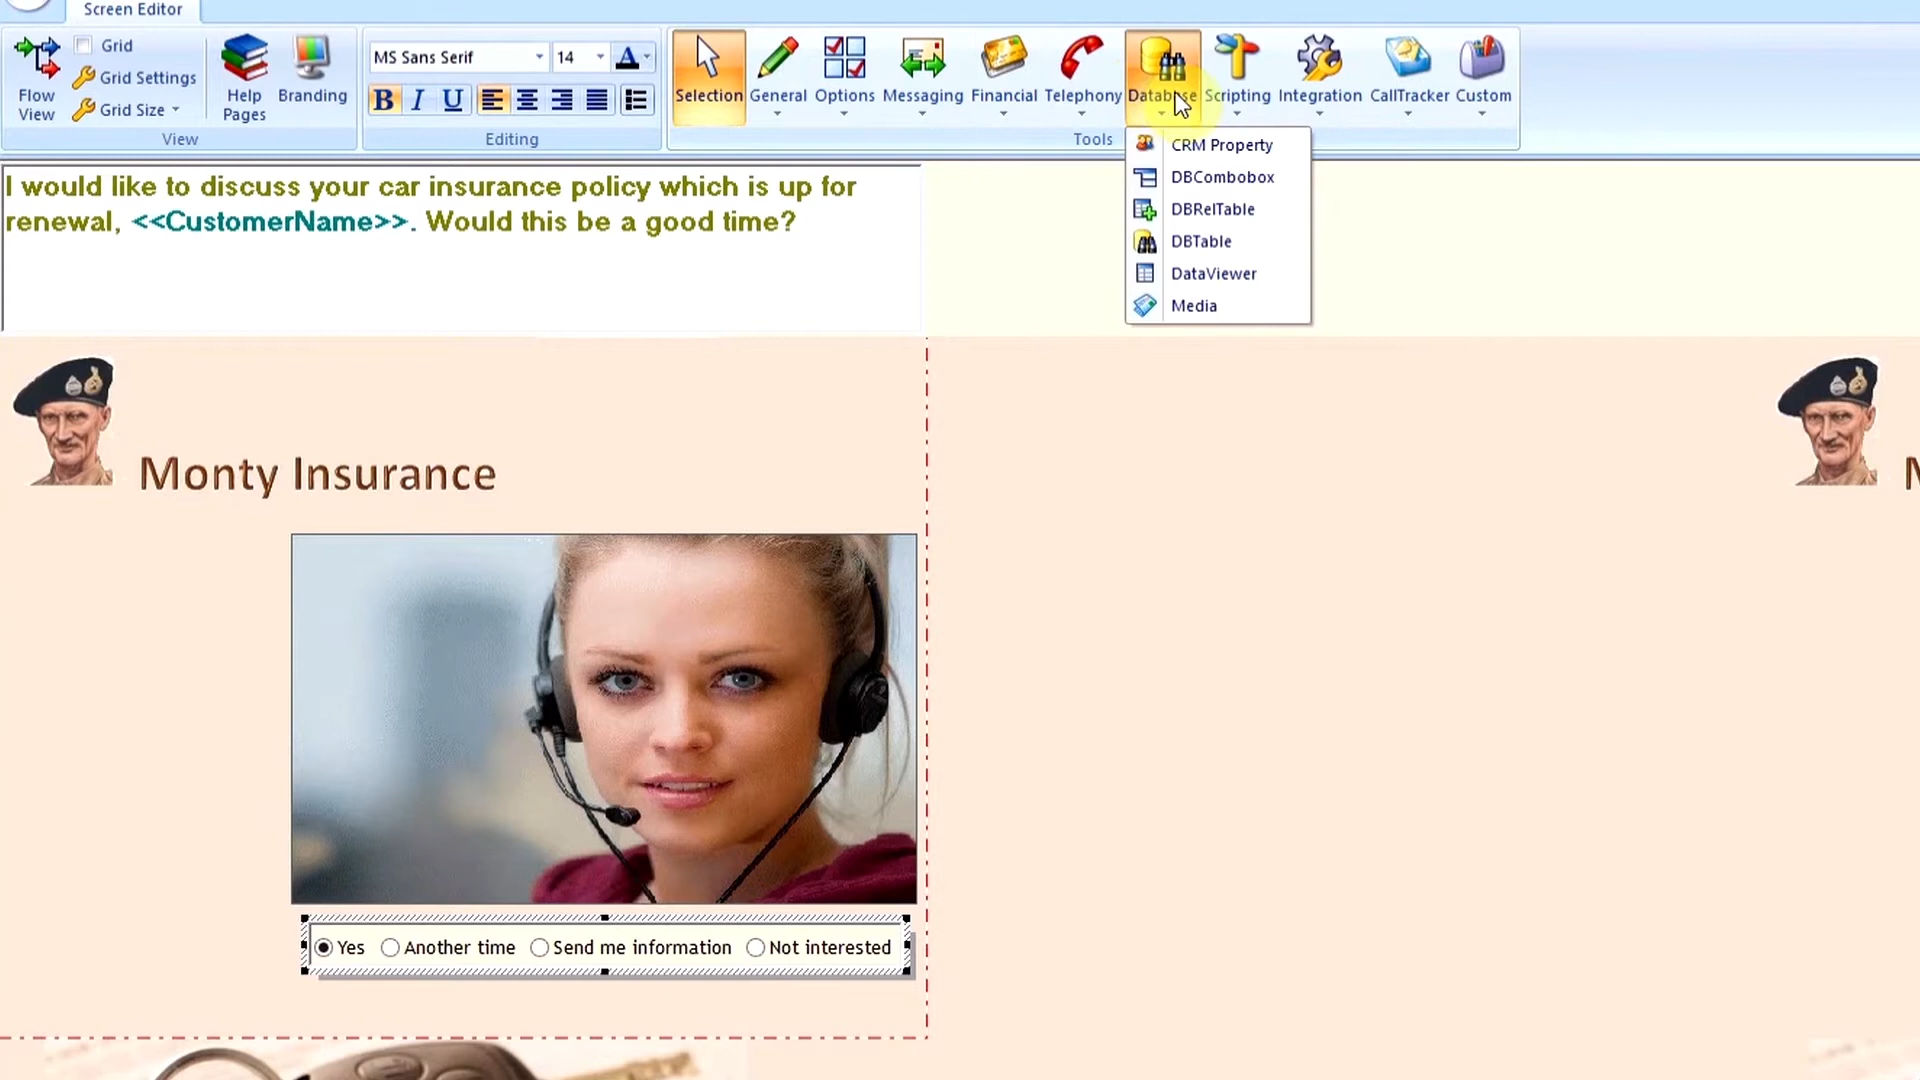 Screen Editor
Grid
Grid Settings
Grid Size
Flow View
Help Pages
Branding
View
MS Sans Serif
14
A
B I U
Editing
Selection
General
Options
Messaging
Financial
Telephony
Database
Scripting
Integration
CallTracker
Custom
Tools
CRM Property
DBCombobox
DBRelTable
DBTable
DataViewer
Media
I would like to discuss your car insurance policy which is up for
renewal, <<CustomerName>>. Would this be a good time?
Monty Insurance
M
Yes
Another time
Send me information
Not interested